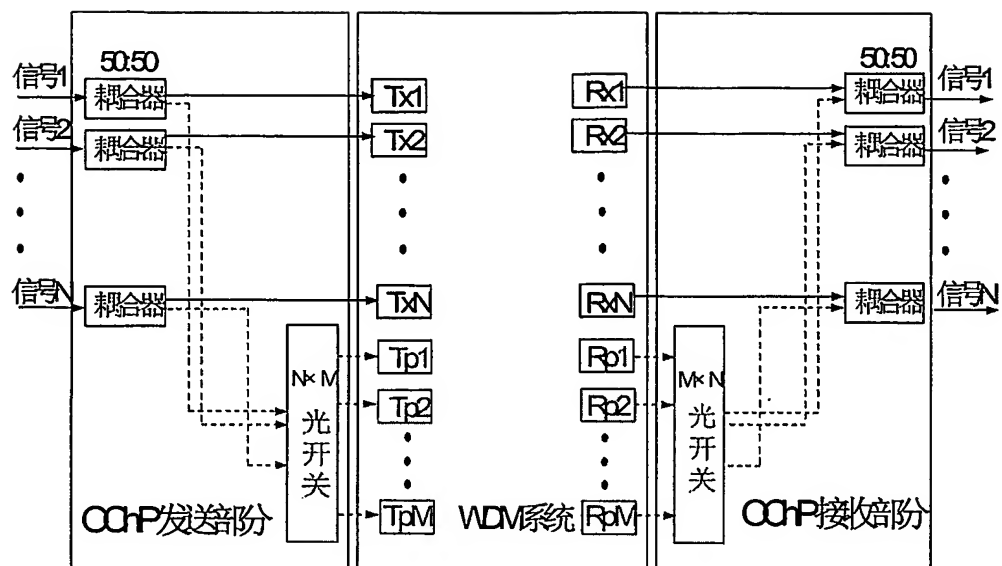 50:50
50:50
信号1
耦合器
Tx1
Rx1
耦合器
信号1
信号2
耦合器
Tx2
Rx2
耦合器
信号2
信号N
耦合器
TxN
RxN
耦合器
信号N
N×M
光
开
关
Tp1
Rp1
M×N
光
开
关
Tp2
Rp2
TpM
RpM
OChP发送部分
WDM系统
OChP接收部分